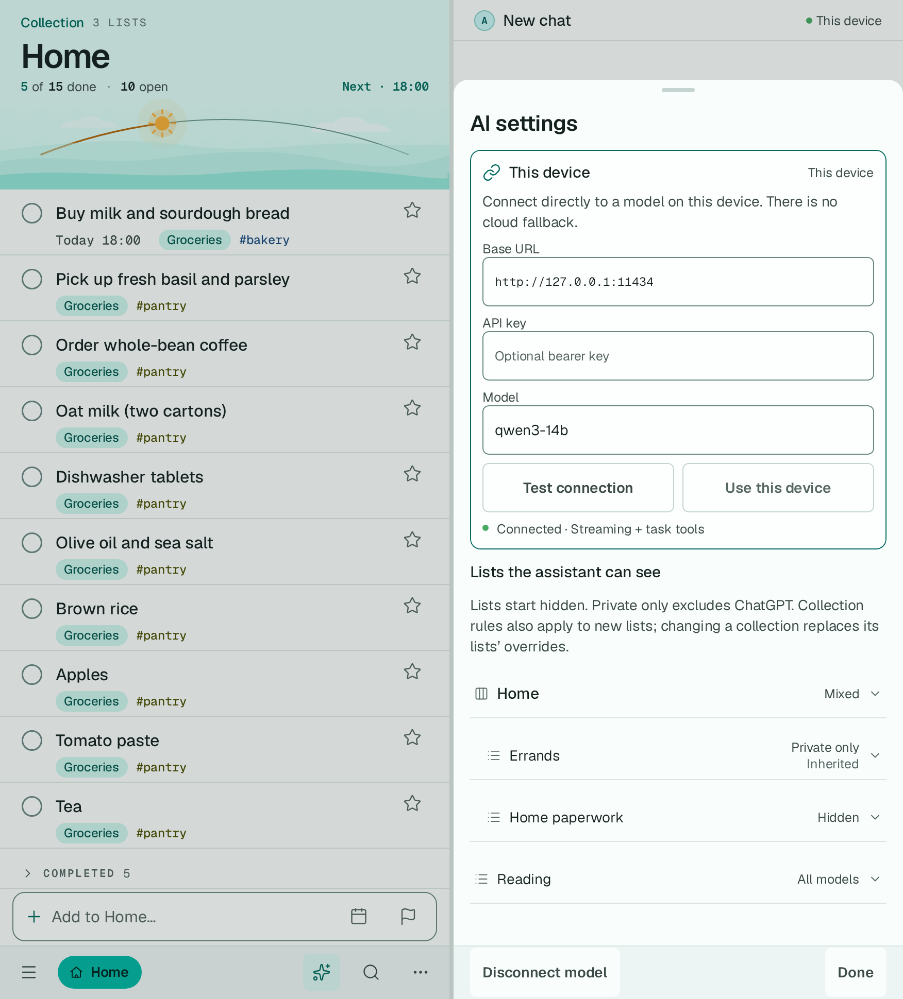 Collection 3 LISTS
Home
5 of 15 done · 10 open
Next · 18:00
Buy milk and sourdough bread
Today 18:00 Groceries #bakery
Pick up fresh basil and parsley
Groceries #pantry
Order whole-bean coffee
Groceries #pantry
Oat milk (two cartons)
Groceries #pantry
Dishwasher tablets
Groceries #pantry
Olive oil and sea salt
Groceries #pantry
Brown rice
Groceries #pantry
Apples
Groceries #pantry
Tomato paste
Groceries #pantry
Tea
Groceries #pantry
COMPLETED 5
Add to Home...
Home
A New chat
This device
AI settings
This device
This device
Connect directly to a model on this device. There is no
cloud fallback.
Base URL
http://127.0.0.1:11434
API key
Optional bearer key
Model
qwen3-14b
Test connection
Use this device
Connected · Streaming + task tools
Lists the assistant can see
Lists start hidden. Private only excludes ChatGPT. Collection
rules also apply to new lists; changing a collection replaces its
lists’ overrides.
Home
Mixed
Errands
Private only
Inherited
Home paperwork
Hidden
Reading
All models
Disconnect model
Done